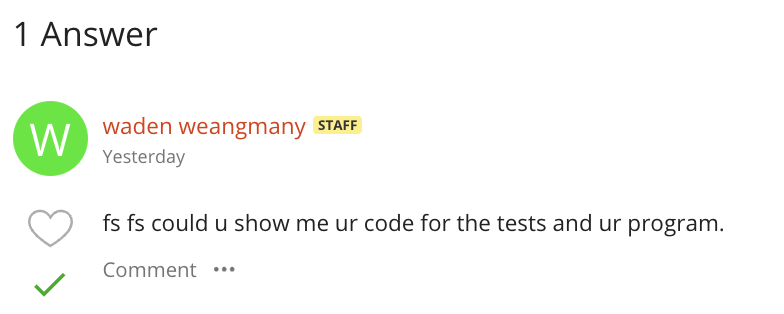 1 Answer
W
waden weangmany STAFF
Yesterday
fs fs could u show me ur code for the tests and ur program.
Comment •••